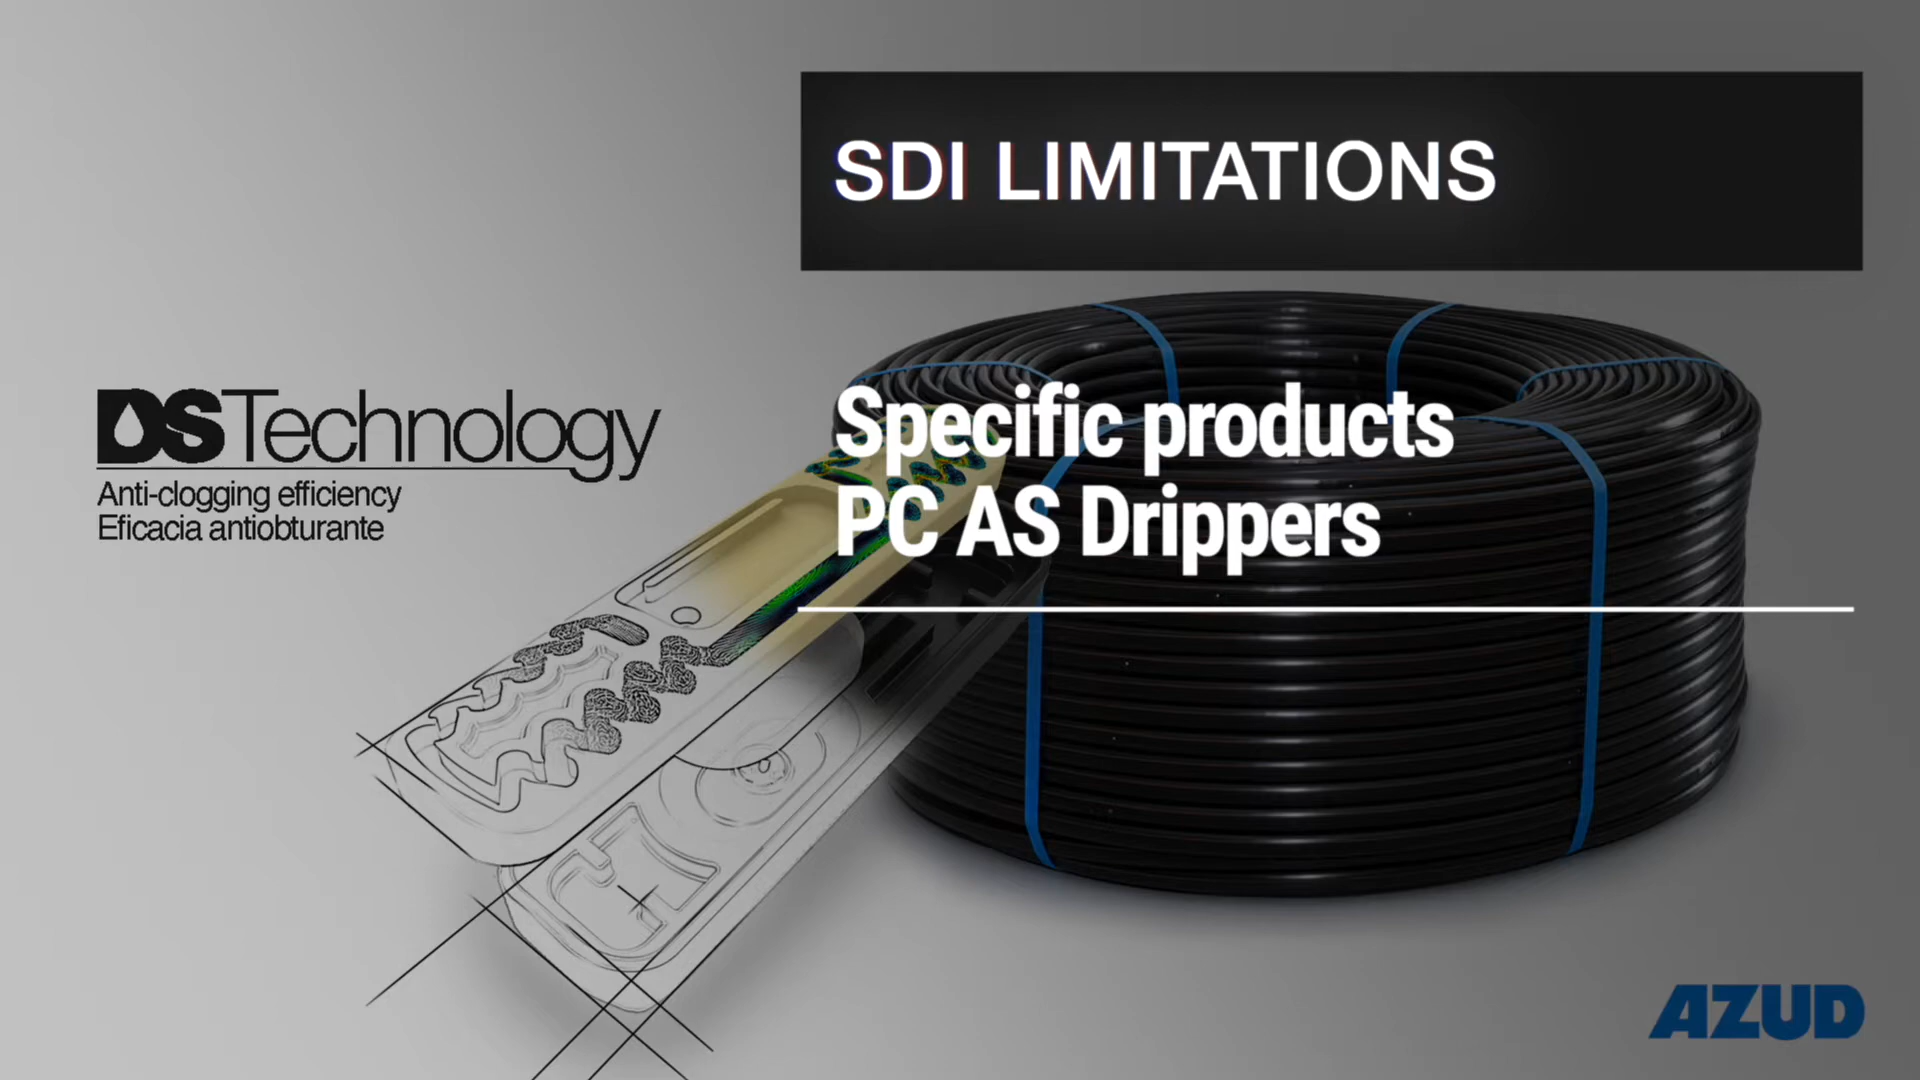 SDI LIMITATIONS
DSTechnology
Anti-clogging efficiency
Eficacia antiobturante
Specific products
PC AS Drippers
AZUD